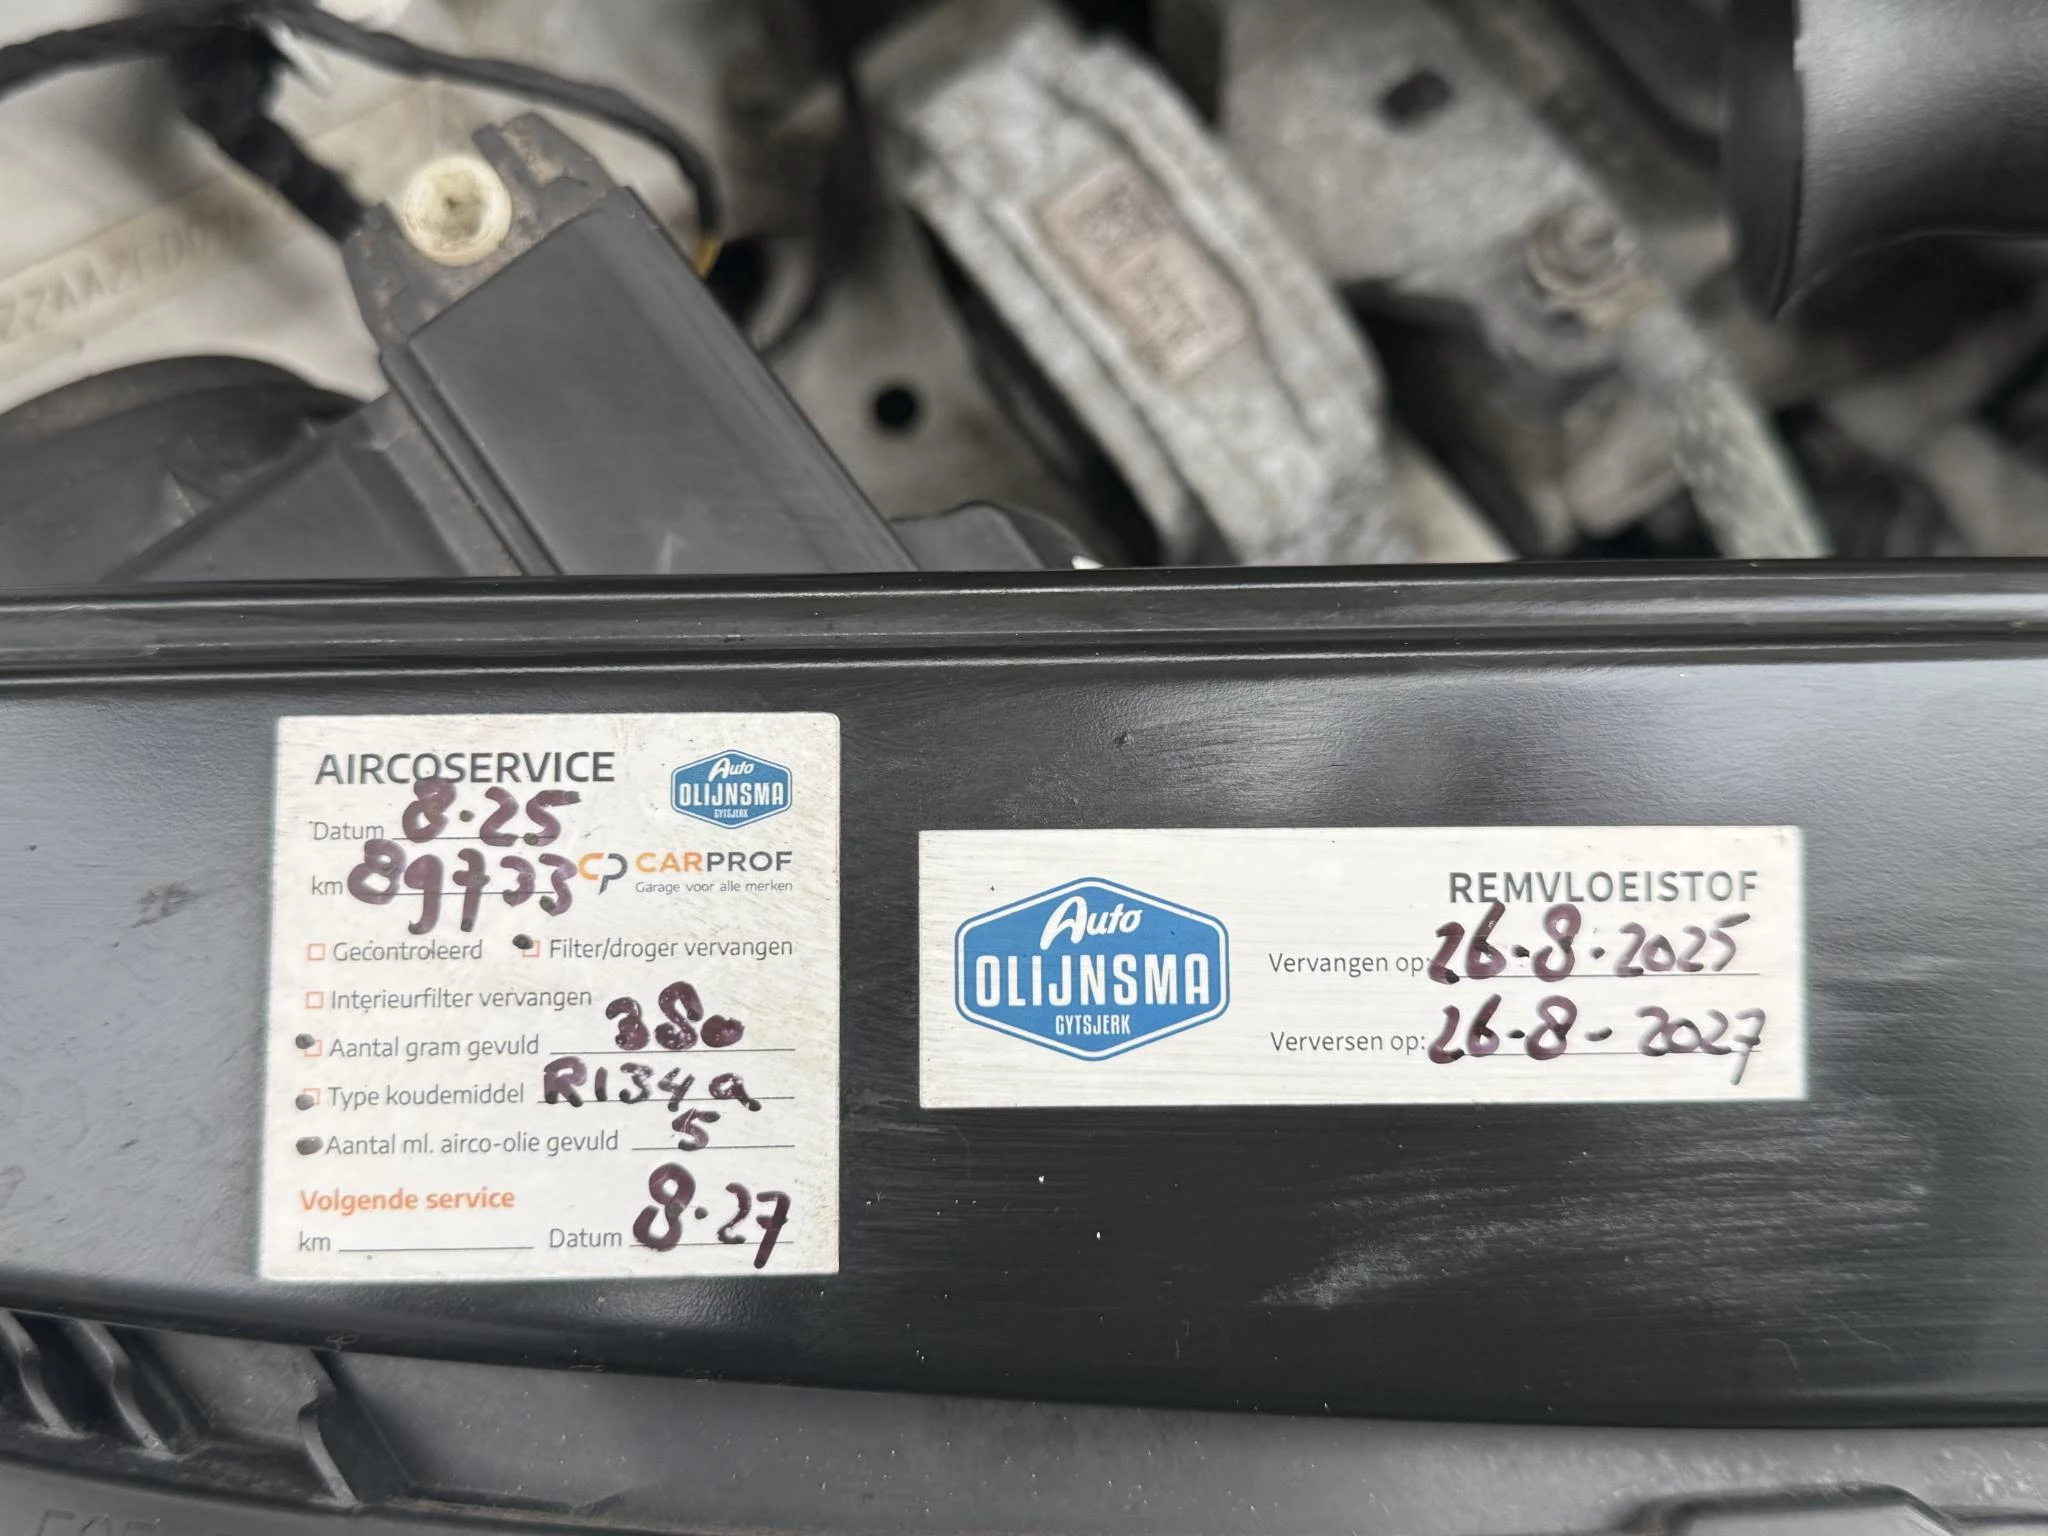 AIRCOSERVICE
Auto
OLIJNSMA
GYTSJERK
Datum 8.25
km 89733
CP CARPROF
Garage voor alle merken
Gecontroleerd Filter/droger vervangen
Interieurfilter vervangen
Aantal gram gevuld 380
Type koudemiddel R134a
Aantal ml. airco-olie gevuld 5
Volgende service
km Datum 8.27
Auto
OLIJNSMA
GYTSJERK
REMVLOEISTOF
Vervangen op: 26-8-2025
Verversen op: 26-8-2027